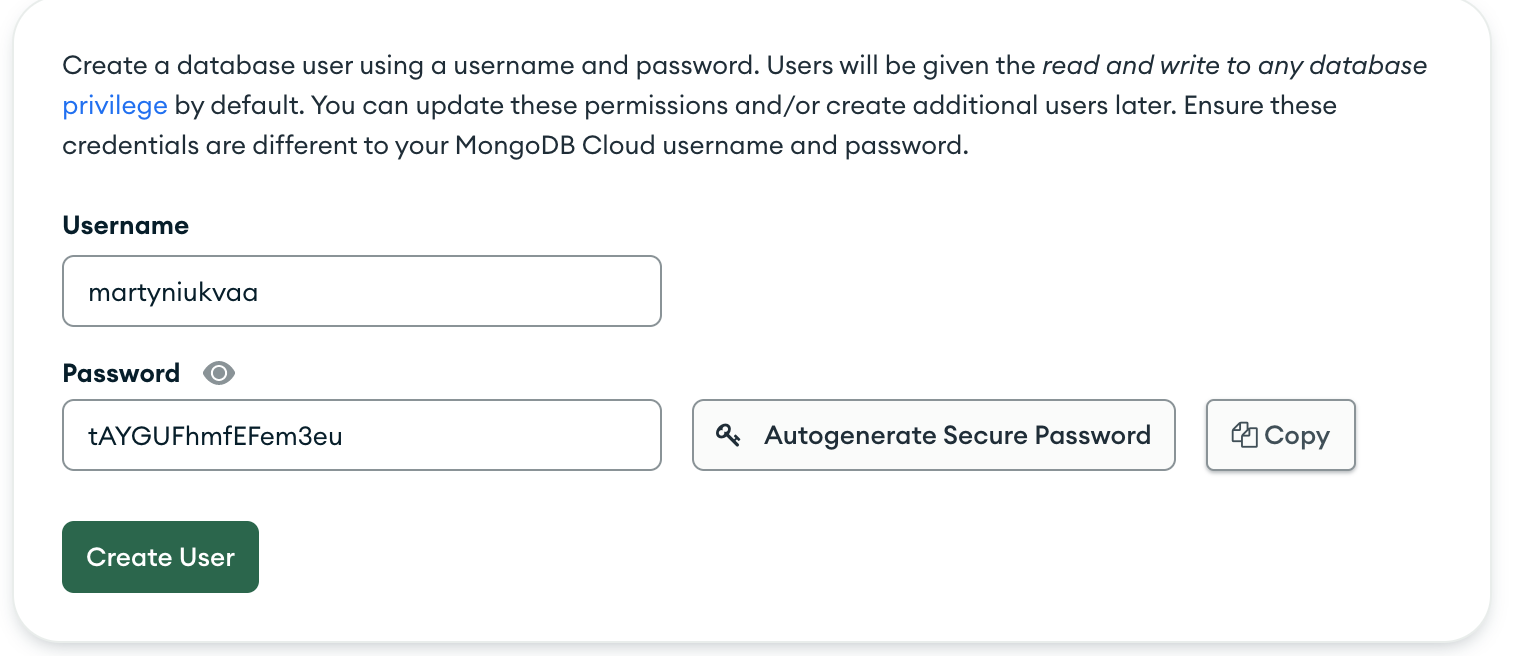 Create a database user using a username and password. Users will be given the read and write to any database
privilege by default. You can update these permissions and/or create additional users later. Ensure these
credentials are different to your MongoDB Cloud username and password.
Username
martyniukvaa
Password
tAYGUFhmfEFem3eu
Autogenerate Secure Password
Copy
Create User